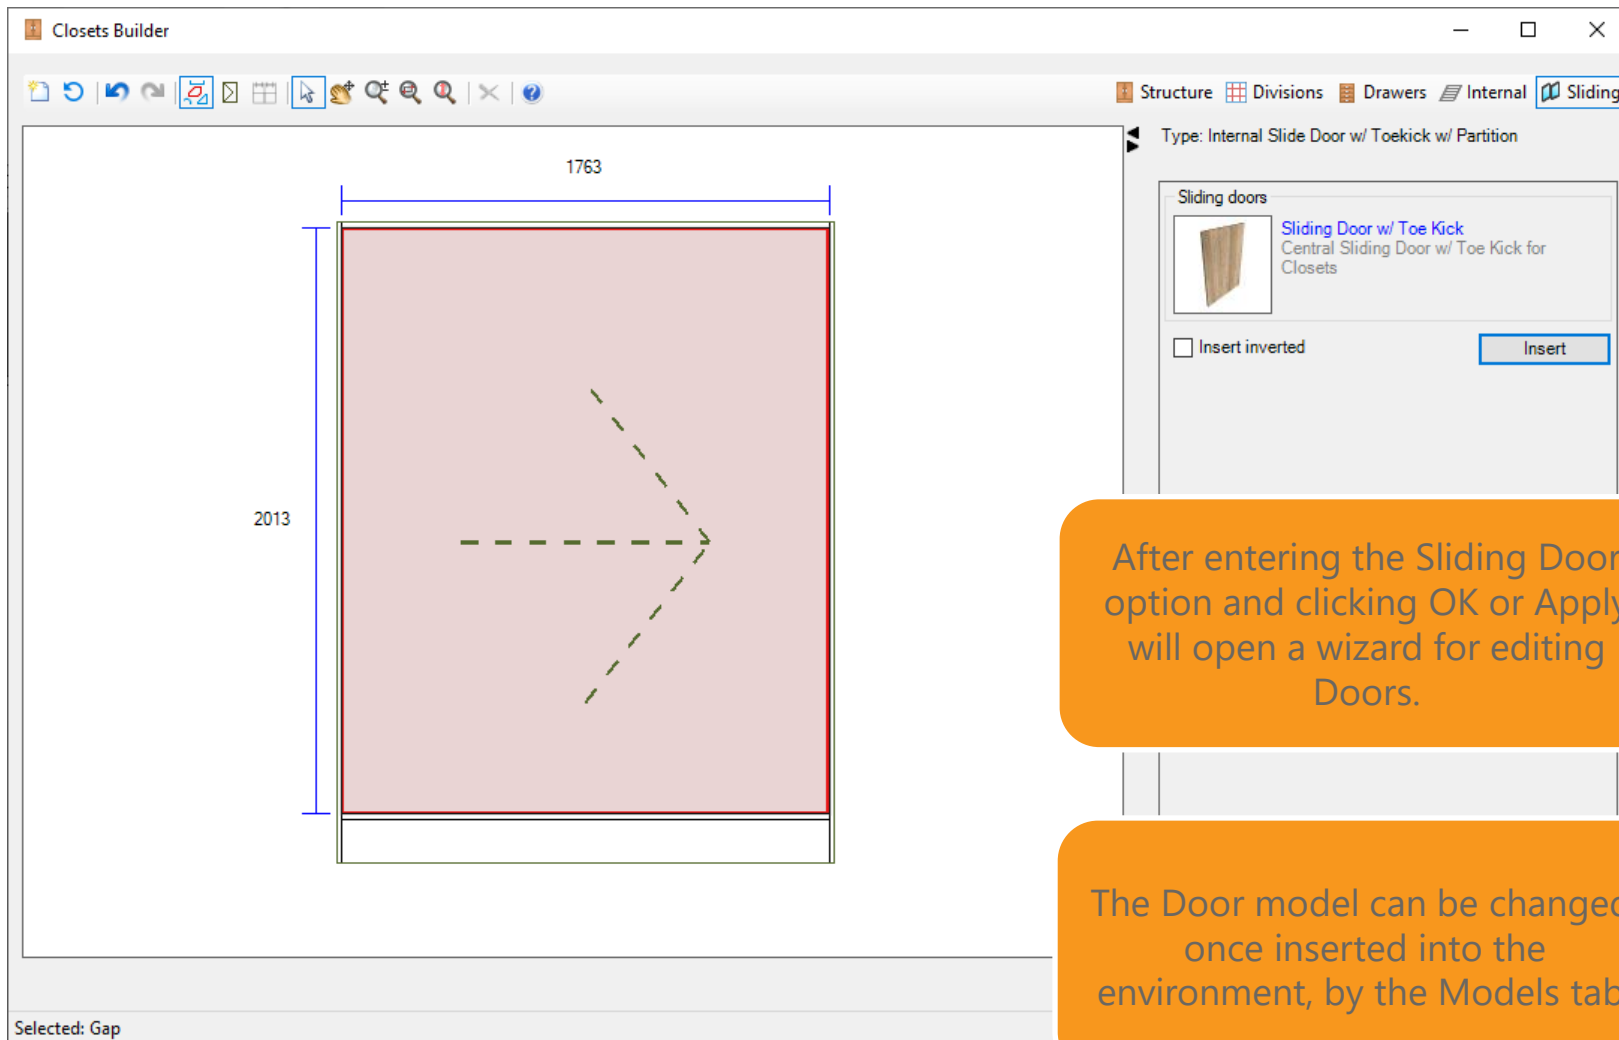 Closets Builder
Structure Divisions Drawers Internal Sliding
Type: Internal Slide Door w/ Toekick w/ Partition
1763
Sliding doors
Sliding Door w/ Toe Kick
Central Sliding Door w/ Toe Kick for
Closets
Insert inverted Insert
2013
After entering the Sliding Door
option and clicking OK or Apply
will open a wizard for editing
Doors.
The Door model can be changed
once inserted into the
environment, by the Models tab
Selected: Gap